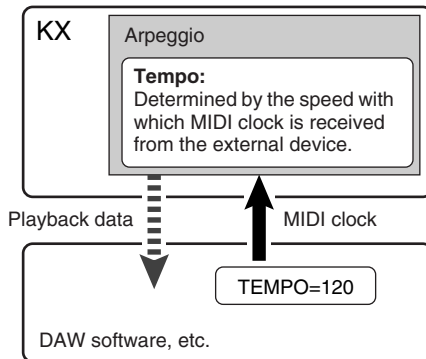 KX
Arpeggio
Tempo:
Determined by the speed with
which MIDI clock is received
from the external device.
Playback data
MIDI clock
TEMPO=120
DAW software, etc.